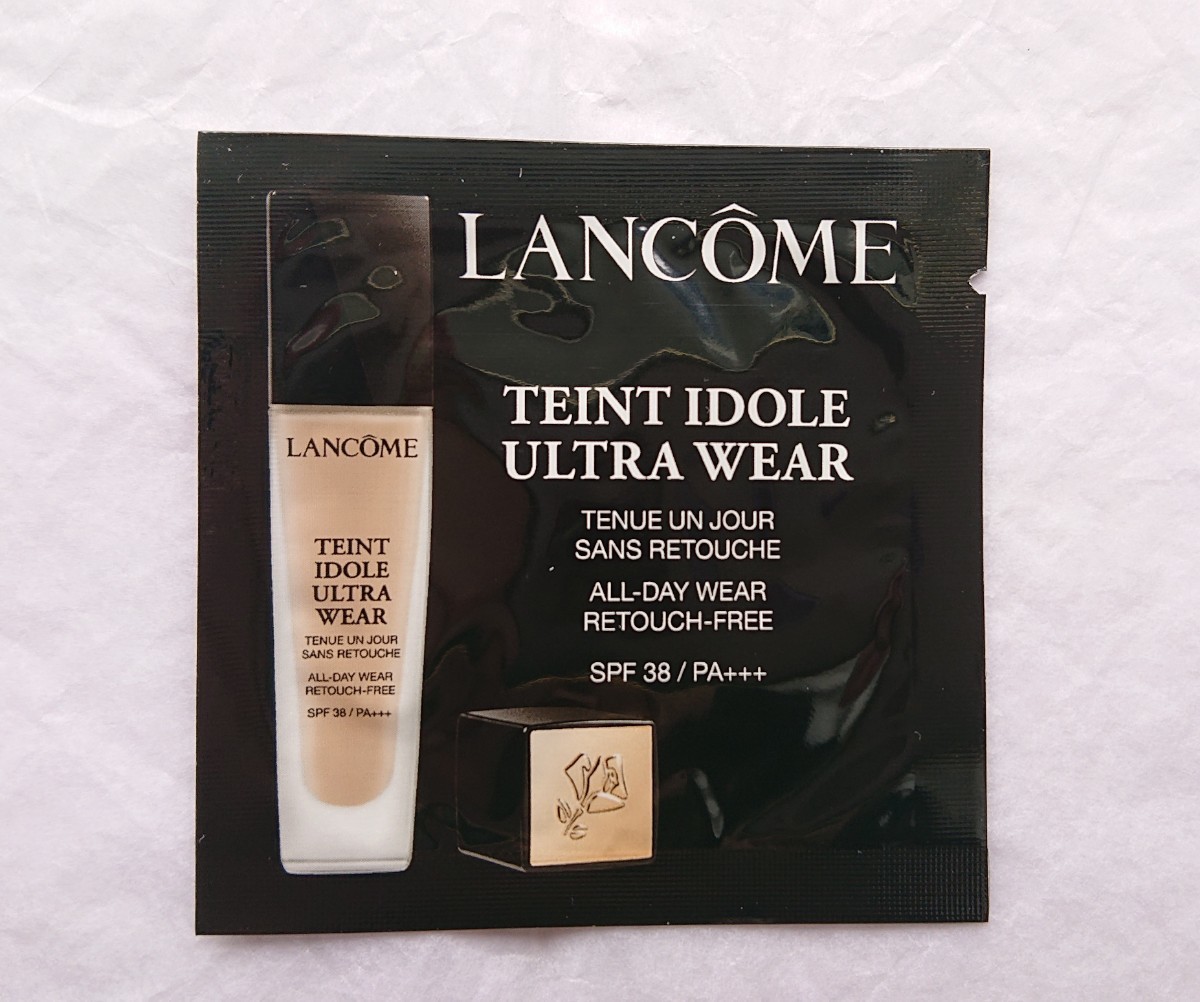 LANCÔME
TEINT IDOLE
ULTRA WEAR
TENUE UN JOUR
SANS RETOUCHE
ALL-DAY WEAR
RETOUCH-FREE
SPF 38 / PA+++
LANCÔME
TEINT
IDOLE
ULTRA
WEAR
TENUE UN JOUR
SANS RETOUCHE
ALL-DAY WEAR
RETOUCH-FREE
SPF 38 / PA+++